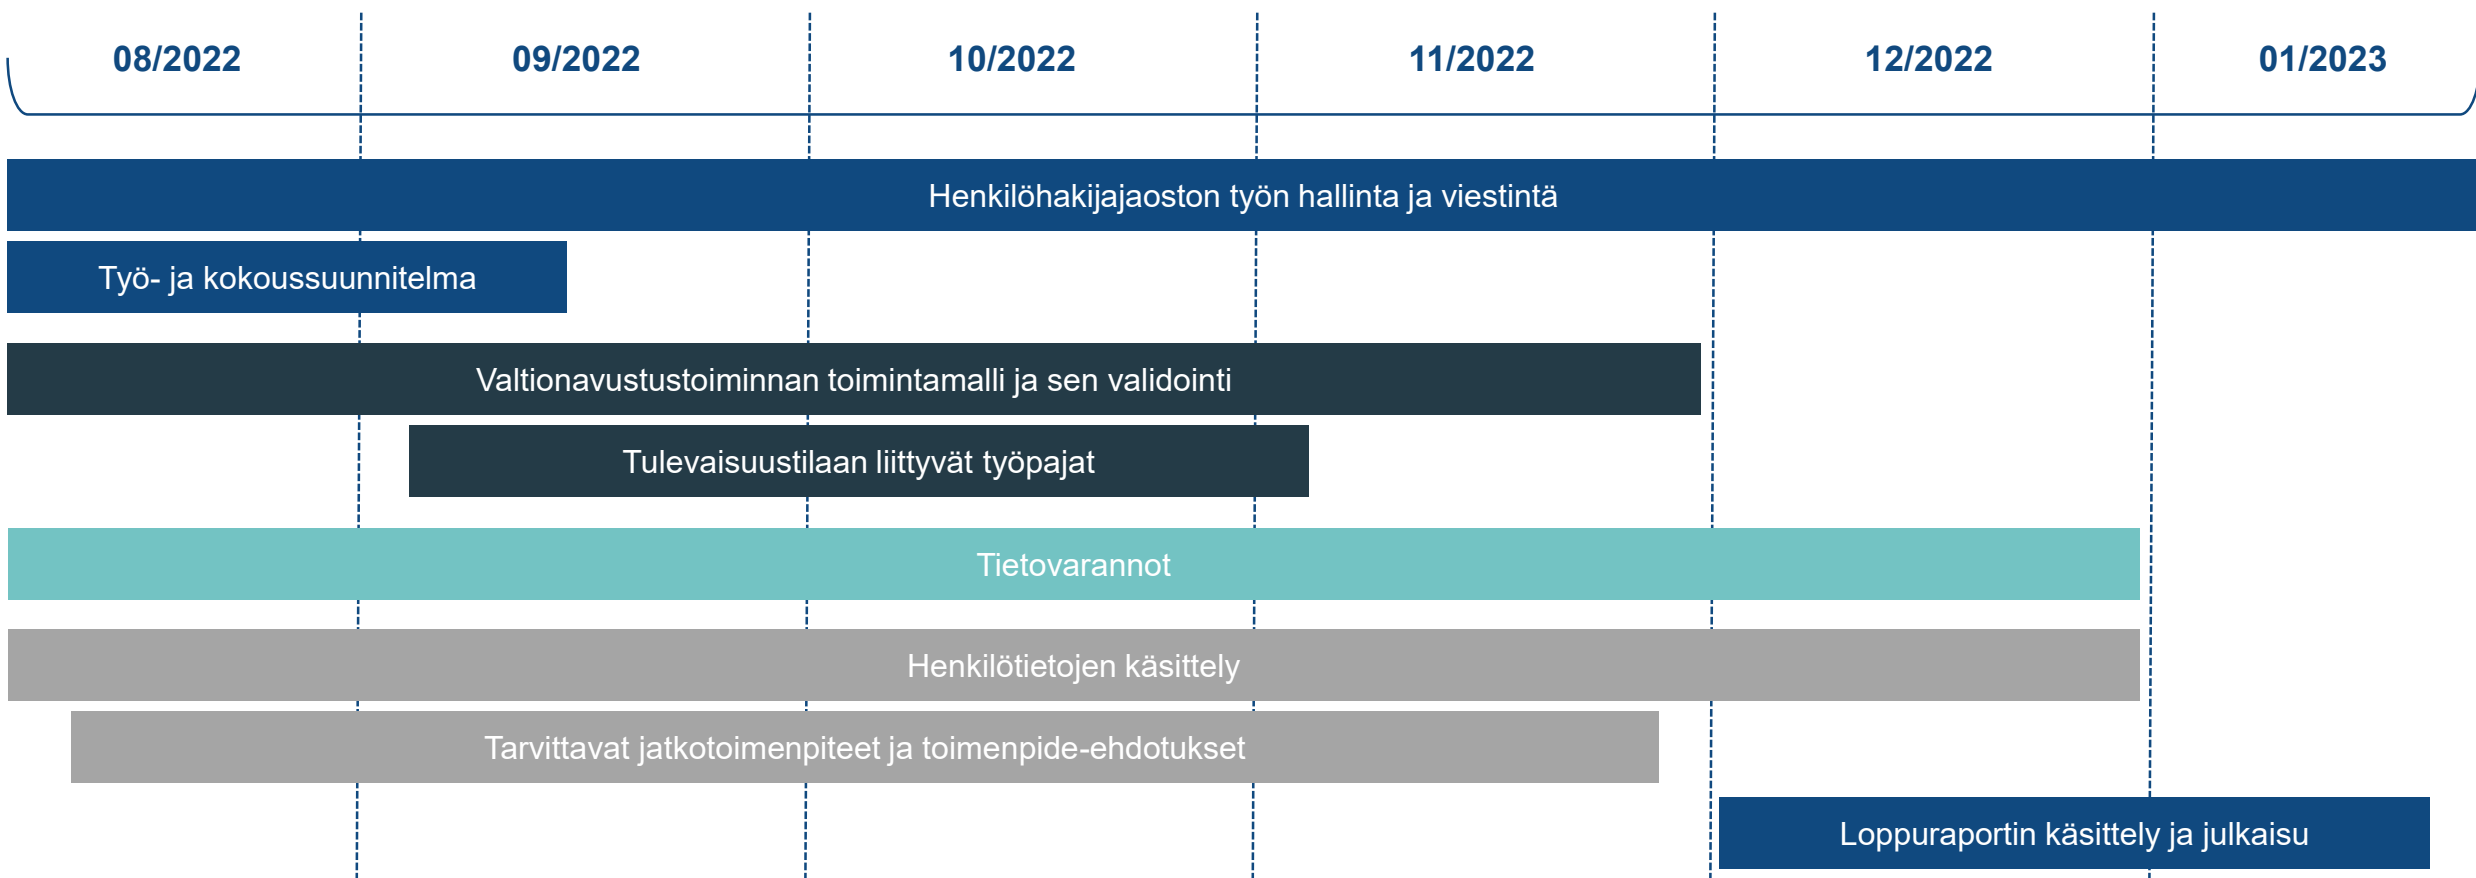 08/2022
09/2022
10/2022
11/2022
12/2022
01/2023
Henkilöhakijajaoston työn hallinta ja viestintä
Työ- ja kokoussuunnitelma
Valtionavustustoiminnan toimintamalli ja sen validointi
Tulevaisuustilaan liittyvät työpajat
Tietovarannot
Henkilötietojen käsittely
Tarvittavat jatkotoimenpiteet ja toimenpide-ehdotukset
Loppuraportin käsittely ja julkaisu